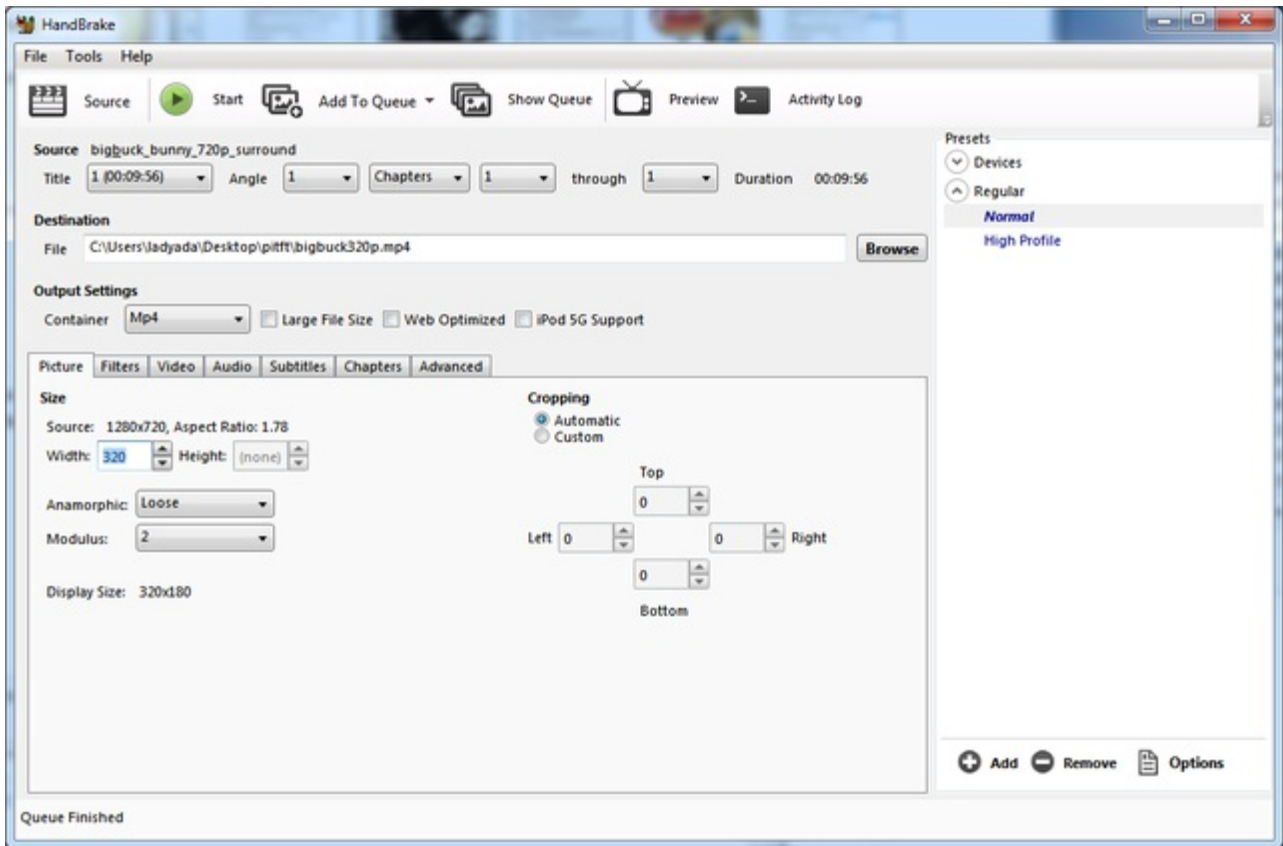 HandBrake
File Tools Help
Source Start Add To Queue Show Queue Preview Activity Log
Source bigbuck_bunny_720p_surround
Title 1 (00:09:56) Angle 1 Chapters 1 through 1 Duration 00:09:56
Destination
File C:\Users\ladyada\Desktop\pitft\bigbuck320p.mp4 Browse
Output Settings
Container Mp4 Large File Size Web Optimized iPod 5G Support
Picture Filters Video Audio Subtitles Chapters Advanced
Size
Source: 1280x720, Aspect Ratio: 1.78
Width: 320 Height: (none)
Anamorphic: Loose
Modulus: 2
Display Size: 320x180
Cropping
Automatic
Custom
Top
0
Left 0 0 Right
0
Bottom
Presets
Devices
Regular
Normal
High Profile
Add Remove Options
Queue Finished